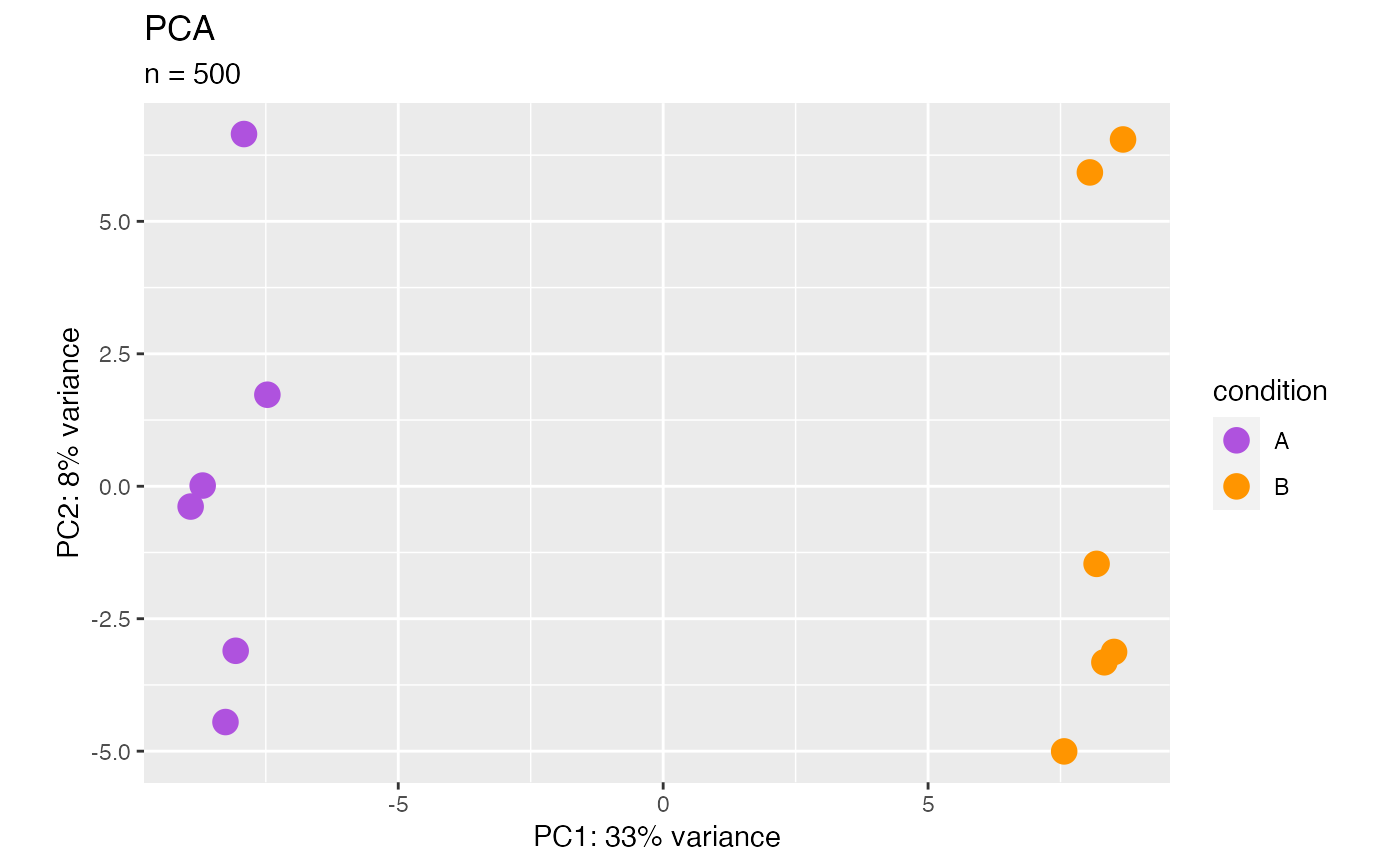 PCA
n = 500
5.0
2.5
0.0
-2.5
-5.0
PC2: 8% variance
-5
0
5
PC1: 33% variance
condition
A
B